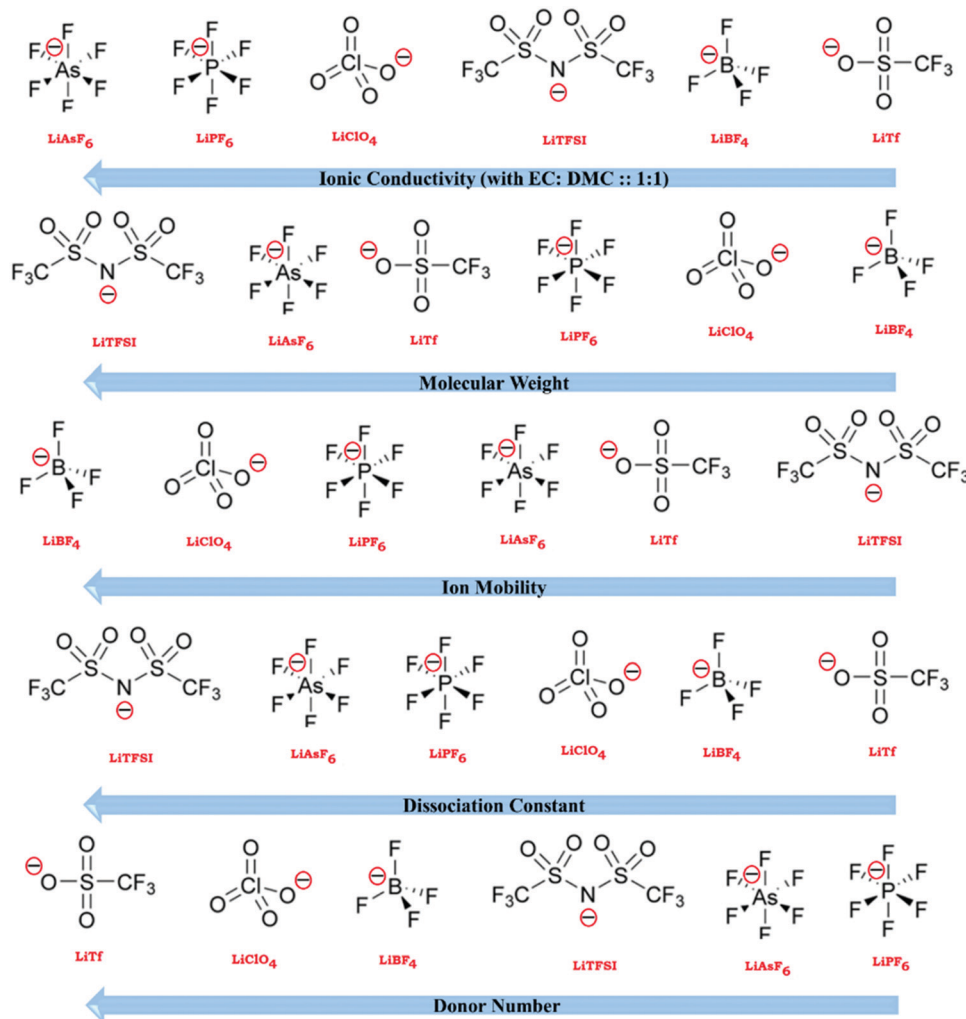 LiAsF6 LiPF6 LiClO4 LiTFSI LiBF4 LiTf
Ionic Conductivity (with EC: DMC :: 1:1)
LiTFSI LiAsF6 LiTf LiPF6 LiClO4 LiBF4
Molecular Weight
LiBF4 LiClO4 LiPF6 LiAsF6 LiTf LiTFSI
Ion Mobility
LiTFSI LiAsF6 LiPF6 LiClO4 LiBF4 LiTf
Dissociation Constant
LiTf LiClO4 LiBF4 LiTFSI LiAsF6 LiPF6
Donor Number